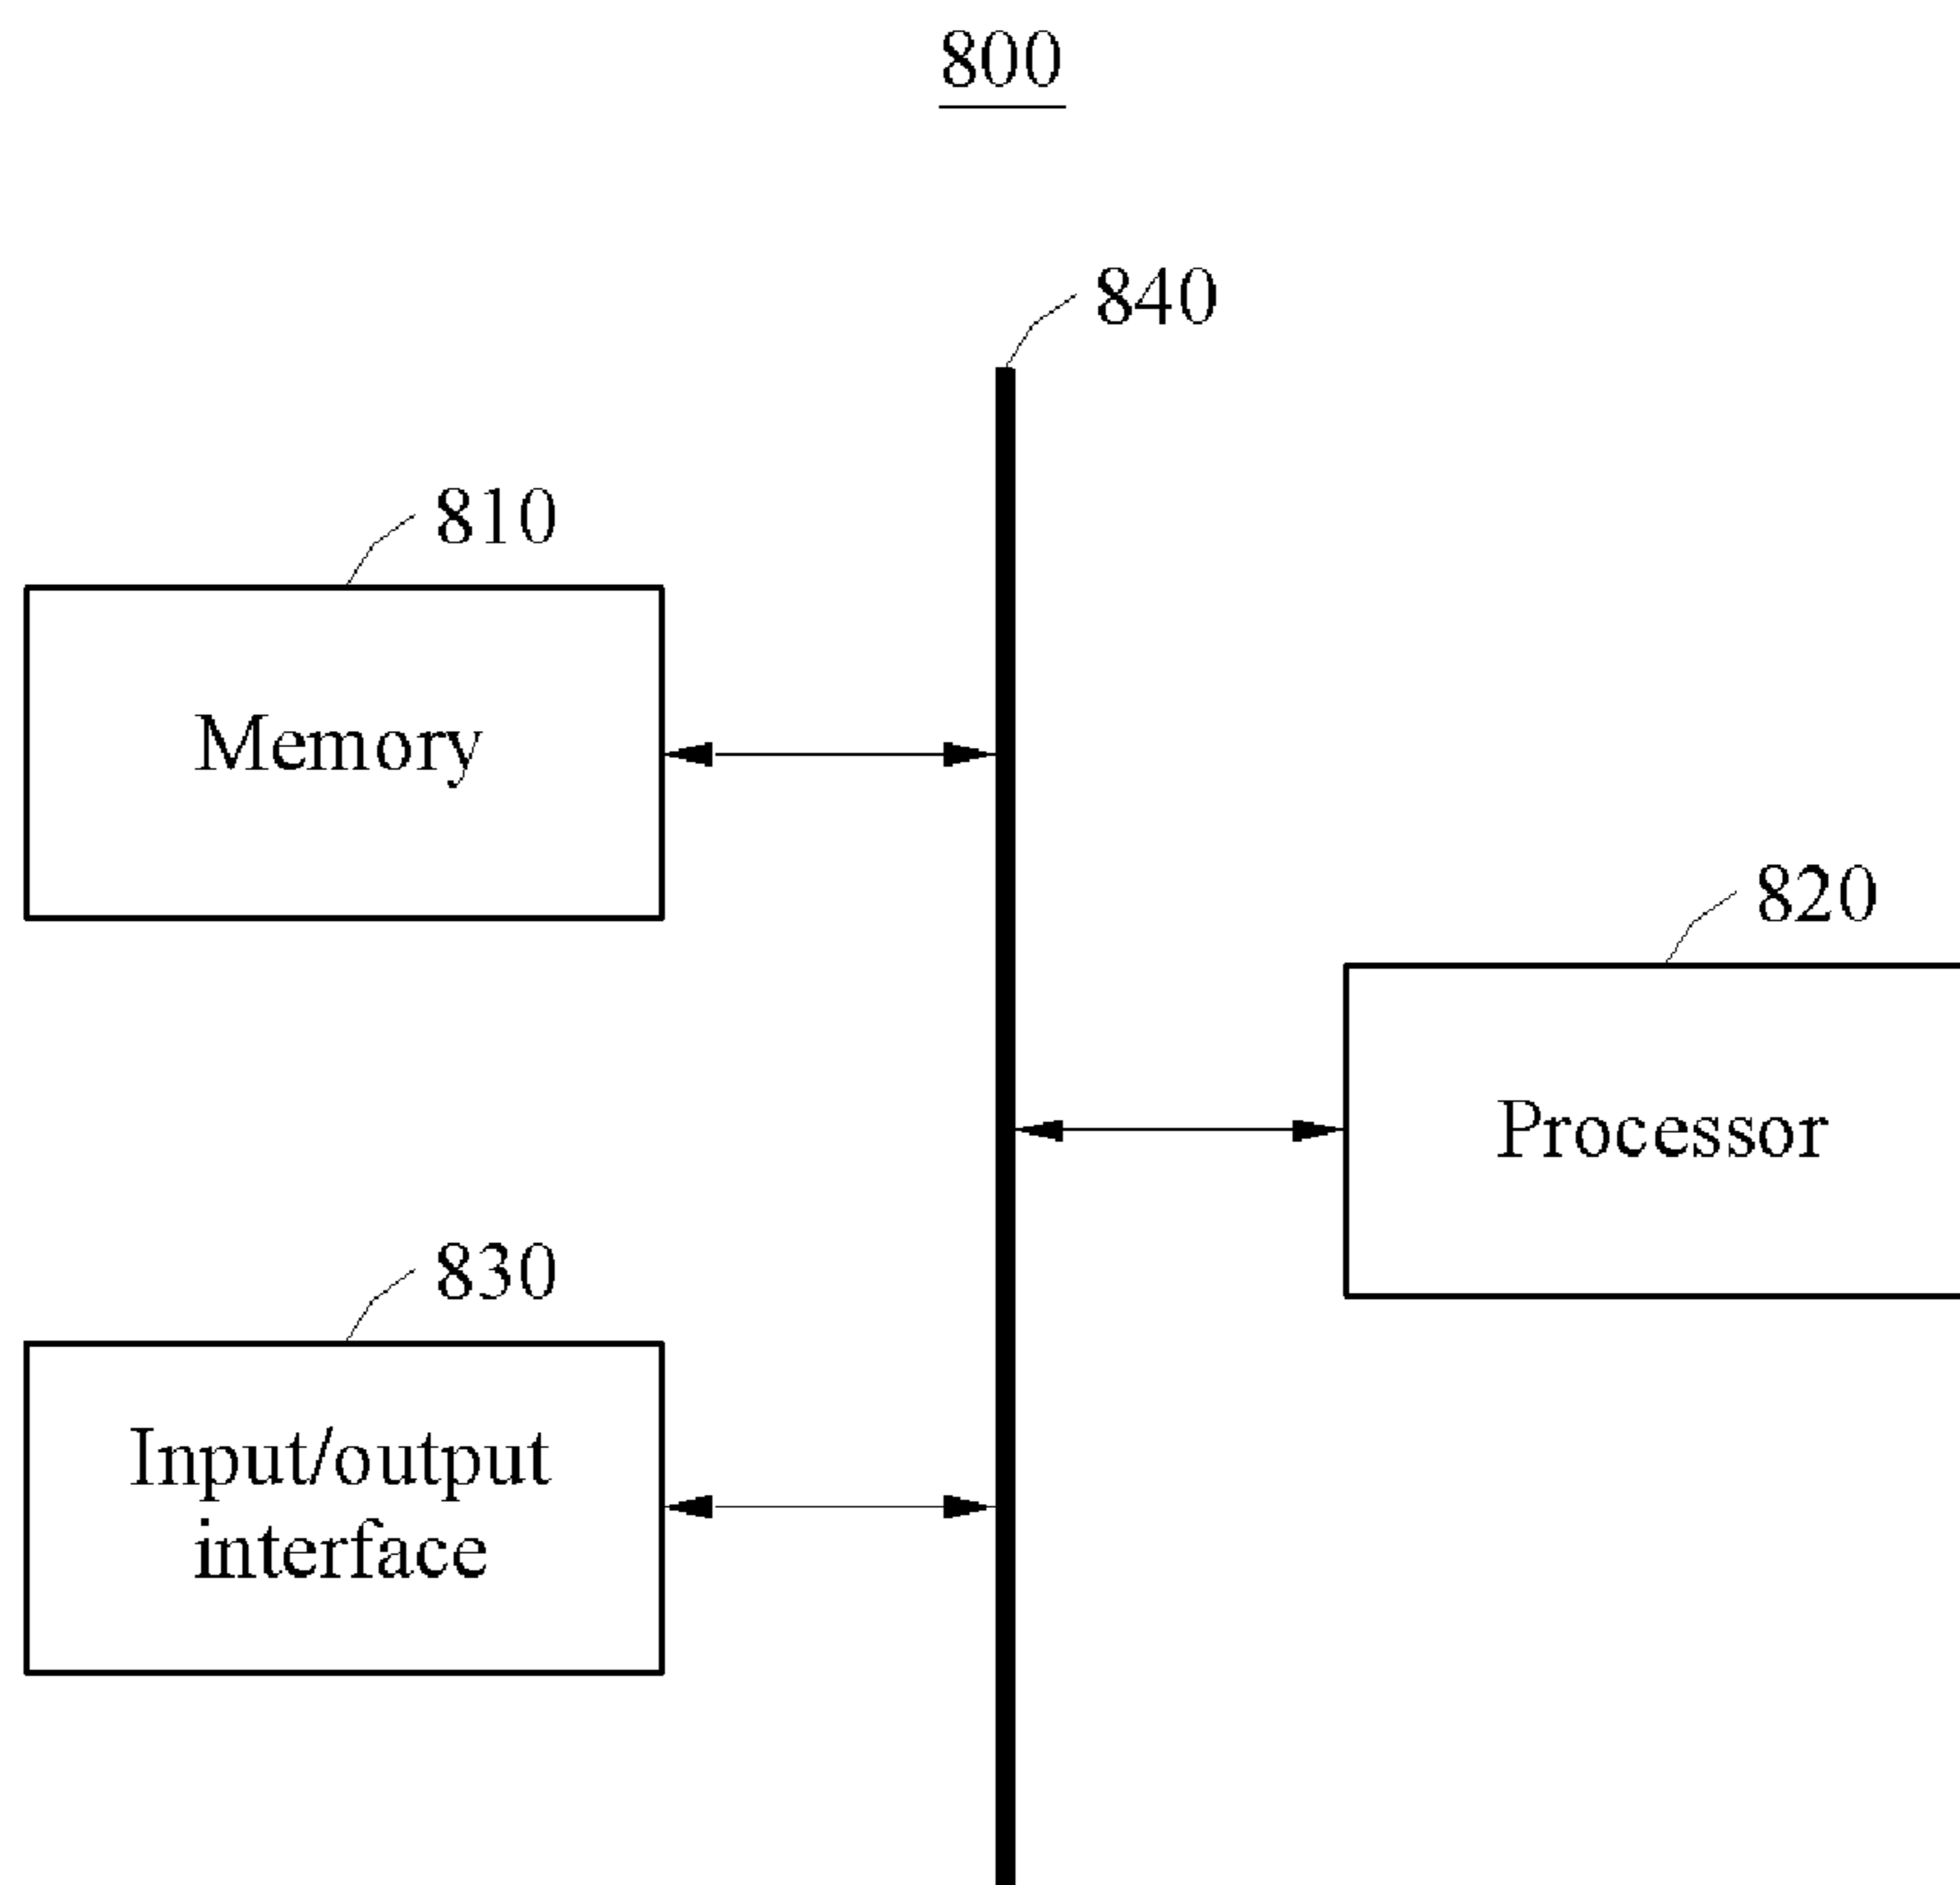 800
840
810
Memory
820
Processor
830
Input/output
interface